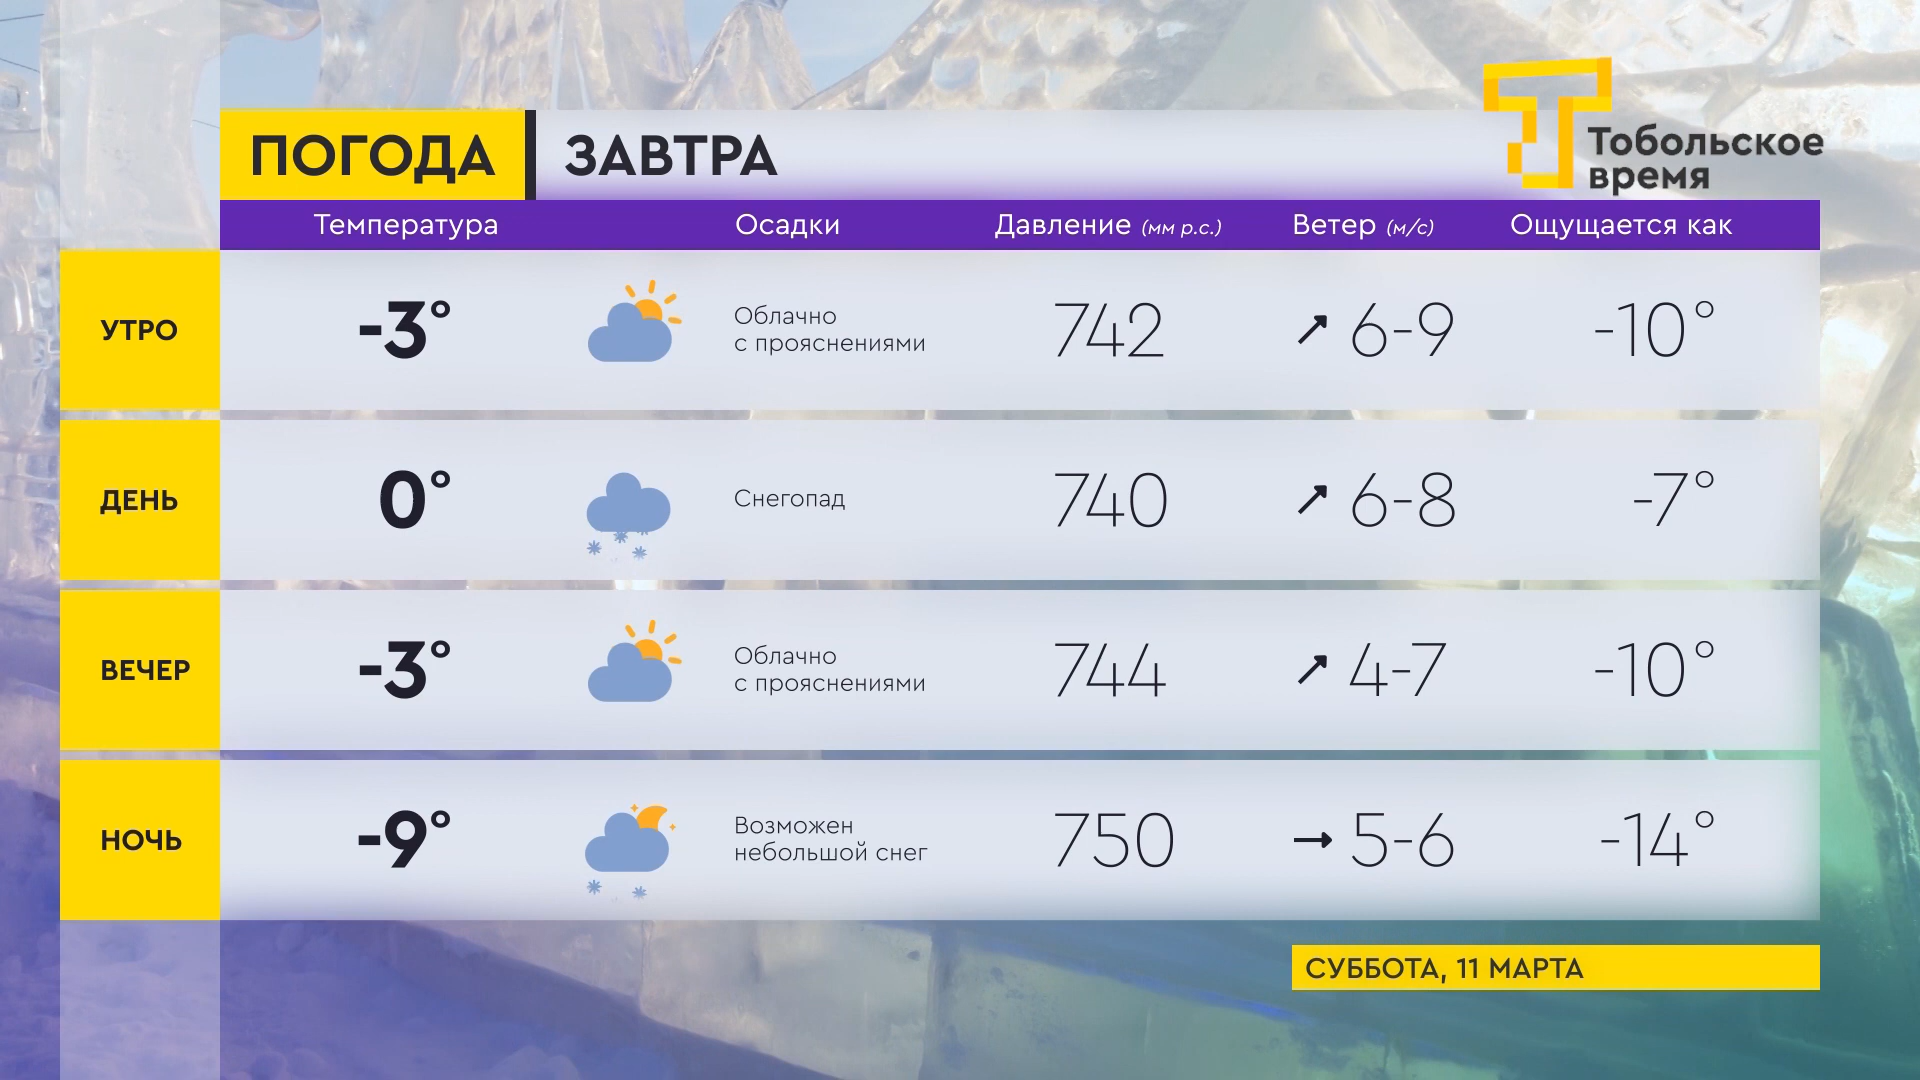 Тобольское
время
ПОГОДА ЗАВТРА
Температура Осадки Давление (мм р.с.) Ветер (м/с) Ощущается как
УТРО -3° Облачно с прояснениями 742 6-9 -10°
ДЕНЬ 0° Снегопад 740 6-8 -7°
ВЕЧЕР -3° Облачно с прояснениями 744 4-7 -10°
НОЧЬ -9° Возможен небольшой снег 750 5-6 -14°
СУББОТА, 11 МАРТА